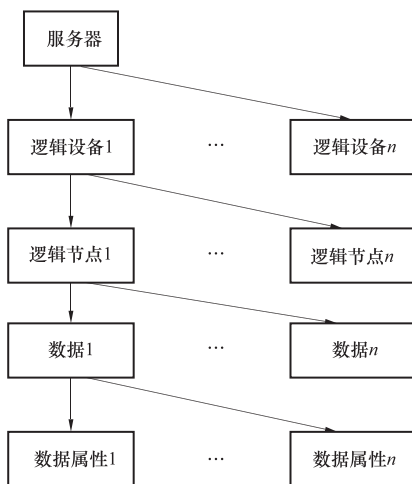 服务器
逻辑设备1 … 逻辑设备n
逻辑节点1 … 逻辑节点n
数据1 … 数据n
数据属性1 … 数据属性n